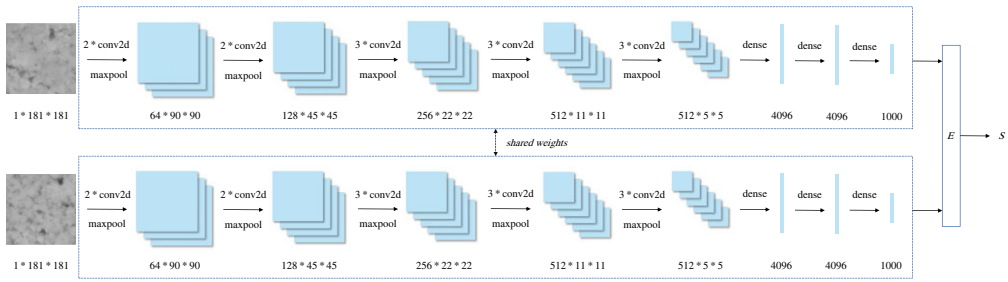 2 * conv2d 2 * conv2d 3 * conv2d 3 * conv2d 3 * conv2d dense dense dense
maxpool maxpool maxpool maxpool maxpool
1 * 181 * 181 64 * 90 * 90 128 * 45 * 45 256 * 22 * 22 512 * 11 * 11 512 * 5 * 5 4096 4096 1000
shared weights
E S
2 * conv2d 2 * conv2d 3 * conv2d 3 * conv2d 3 * conv2d dense dense dense
maxpool maxpool maxpool maxpool maxpool
1 * 181 * 181 64 * 90 * 90 128 * 45 * 45 256 * 22 * 22 512 * 11 * 11 512 * 5 * 5 4096 4096 1000